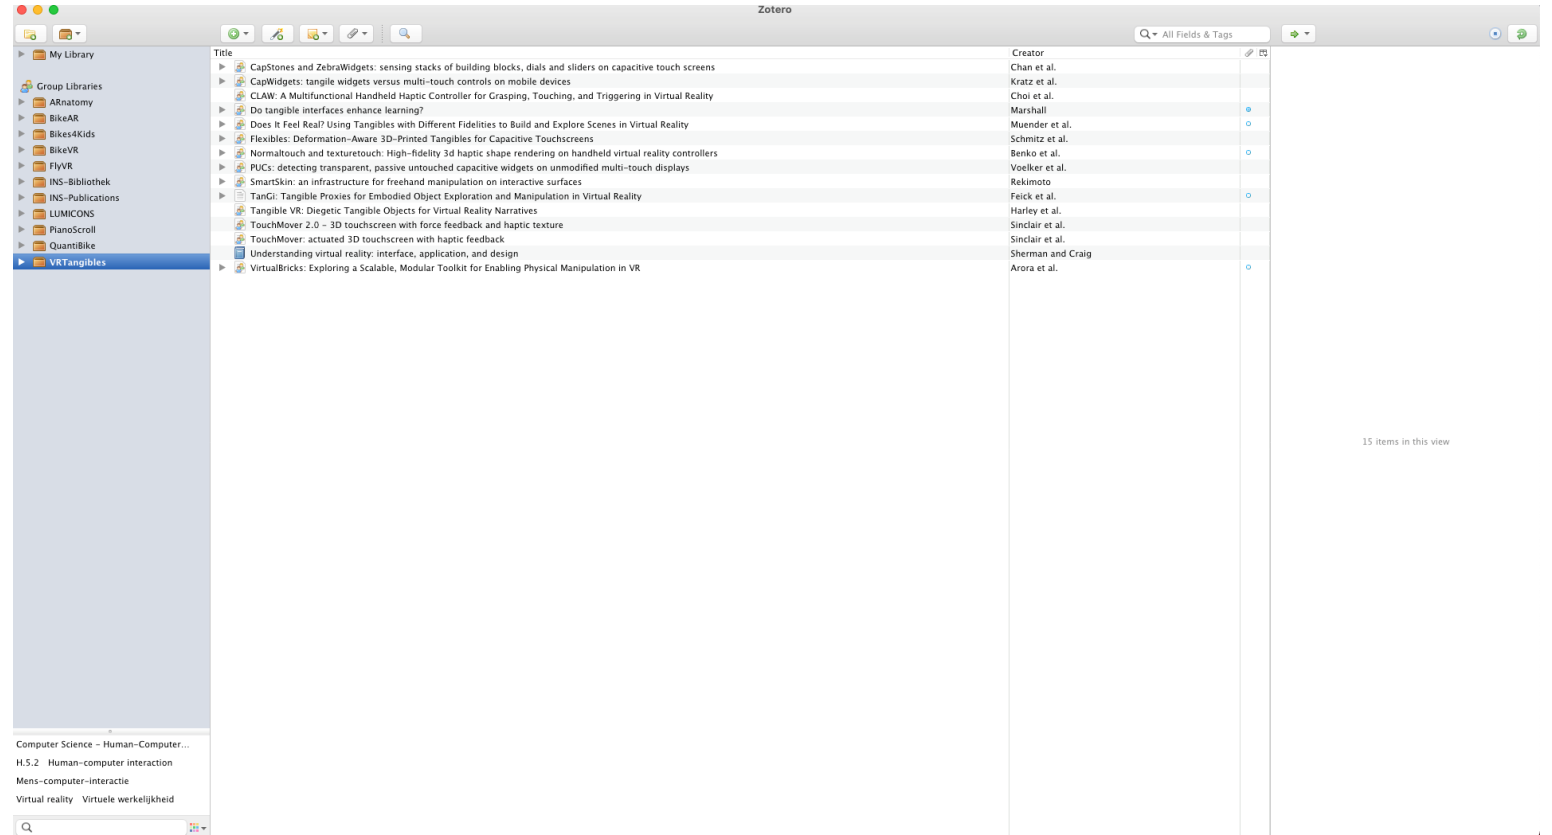 Zotero
All Fields & Tags
My Library
Group Libraries
ARnatomy
BikeAR
Bikes4Kids
BikeVR
FlyVR
INS-Bibliothek
INS-Publications
LUMICONS
PianoScroll
QuantiBike
VRTangibles
Title Creator
CapStones and ZebraWidgets: sensing stacks of building blocks, dials and sliders on capacitive touch screens Chan et al.
CapWidgets: tangile widgets versus multi-touch controls on mobile devices Kratz et al.
CLAW: A Multifunctional Handheld Haptic Controller for Grasping, Touching, and Triggering in Virtual Reality Choi et al.
Do tangible interfaces enhance learning? Marshall
Does It Feel Real? Using Tangibles with Different Fidelities to Build and Explore Scenes in Virtual Reality Muender et al.
Flexibles: Deformation-Aware 3D-Printed Tangibles for Capacitive Touchscreens Schmitz et al.
Normaltouch and texturetouch: High-fidelity 3d haptic shape rendering on handheld virtual reality controllers Benko et al.
PUCs: detecting transparent, passive untouched capacitive widgets on unmodified multi-touch displays Voelker et al.
SmartSkin: an infrastructure for freehand manipulation on interactive surfaces Rekimoto
TanGi: Tangible Proxies for Embodied Object Exploration and Manipulation in Virtual Reality Feick et al.
Tangible VR: Diegetic Tangible Objects for Virtual Reality Narratives Harley et al.
TouchMover 2.0 - 3D touchscreen with force feedback and haptic texture Sinclair et al.
TouchMover: actuated 3D touchscreen with haptic feedback Sinclair et al.
Understanding virtual reality: interface, application, and design Sherman and Craig
VirtualBricks: Exploring a Scalable, Modular Toolkit for Enabling Physical Manipulation in VR Arora et al.
15 items in this view
Computer Science - Human-Computer...
H.5.2 Human-computer interaction
Mens-computer-interactie
Virtual reality Virtuele werkelijkheid